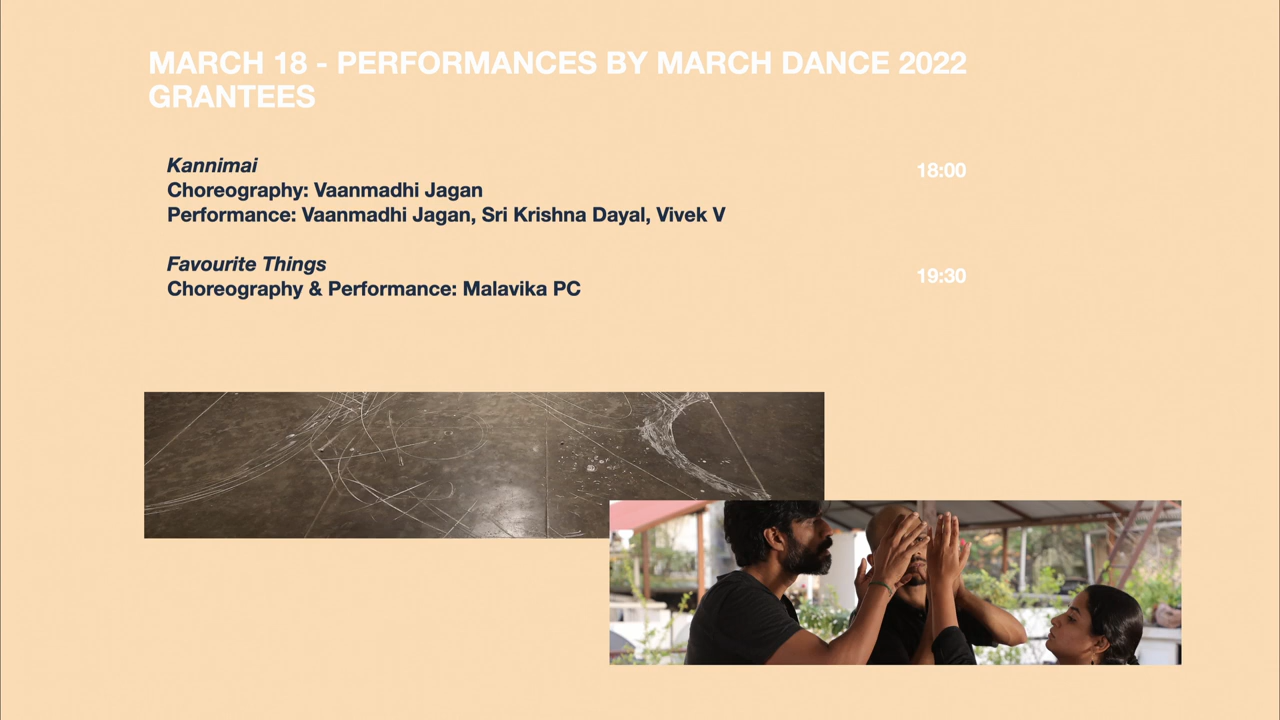 MARCH 18 - PERFORMANCES BY MARCH DANCE 2022
GRANTEES
Kannimai
18:00
Choreography: Vaanmadhi Jagan
Performance: Vaanmadhi Jagan, Sri Krishna Dayal, Vivek V
Favourite Things
19:30
Choreography & Performance: Malavika PC